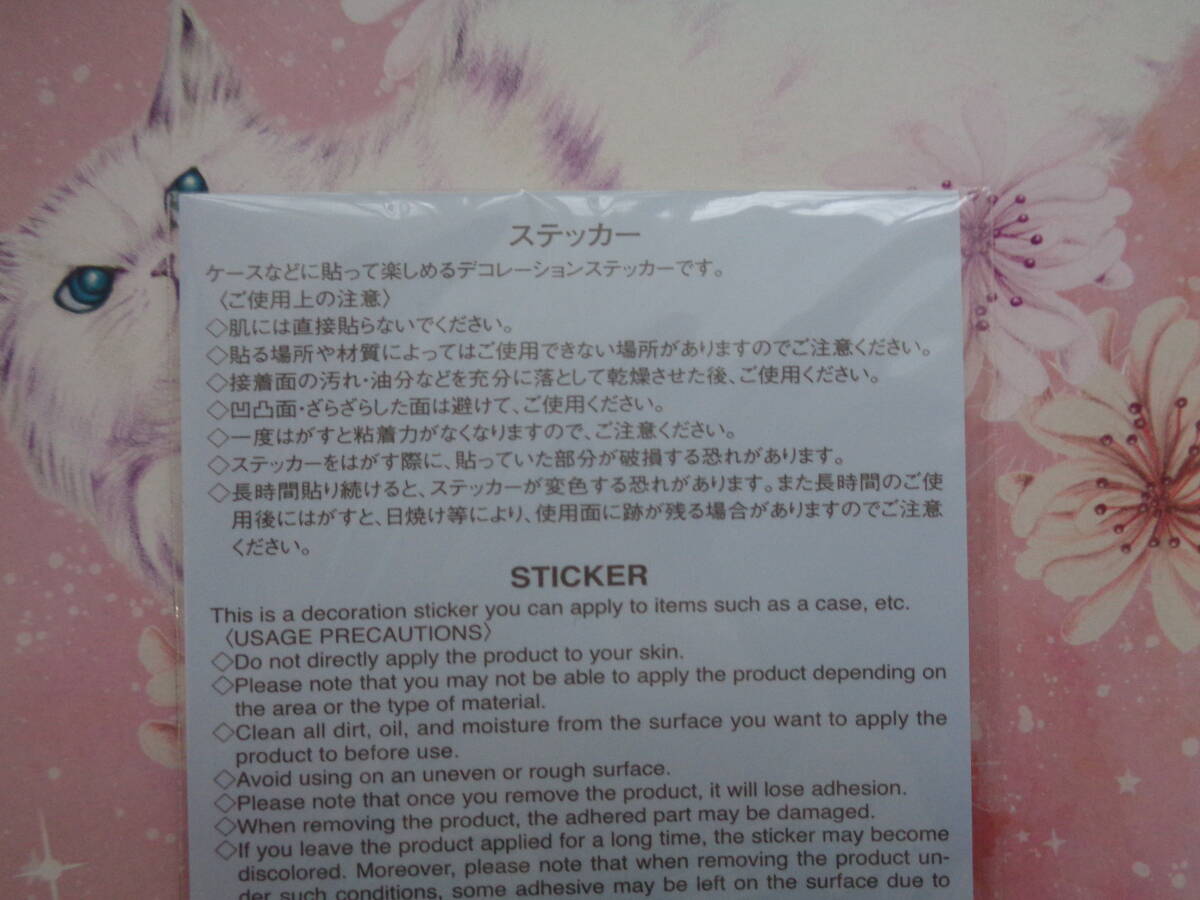 ステッカー
ケースなどに貼って楽しめるデコレーションステッカーです。
〈ご使用上の注意〉
◇肌には直接貼らないでください。
◇貼る場所や材質によってはご使用できない場所がありますのでご注意ください。
◇接着面の汚れ・油分などを充分に落として乾燥させた後、ご使用ください。
◇凹凸面・ざらざらした面は避けて、ご使用ください。
◇一度はがすと粘着力がなくなりますので、ご注意ください。
◇ステッカーをはがす際に、貼っていた部分が破損する恐れがあります。
◇長時間貼り続けると、ステッカーが変色する恐れがあります。また長時間のご使
用後にはがすと、日焼け等により、使用面に跡が残る場合がありますのでご注意
ください。
STICKER
This is a decoration sticker you can apply to items such as a case, etc.
〈USAGE PRECAUTIONS〉
◇Do not directly apply the product to your skin.
◇Please note that you may not be able to apply the product depending on
the area or the type of material.
◇Clean all dirt, oil, and moisture from the surface you want to apply the
product to before use.
◇Avoid using on an uneven or rough surface.
◇Please note that once you remove the product, it will lose adhesion.
◇When removing the product, the adhered part may be damaged.
◇If you leave the product applied for a long time, the sticker may become
discolored. Moreover, please note that when removing the product un-
der such conditions, some adhesive may be left on the surface due to